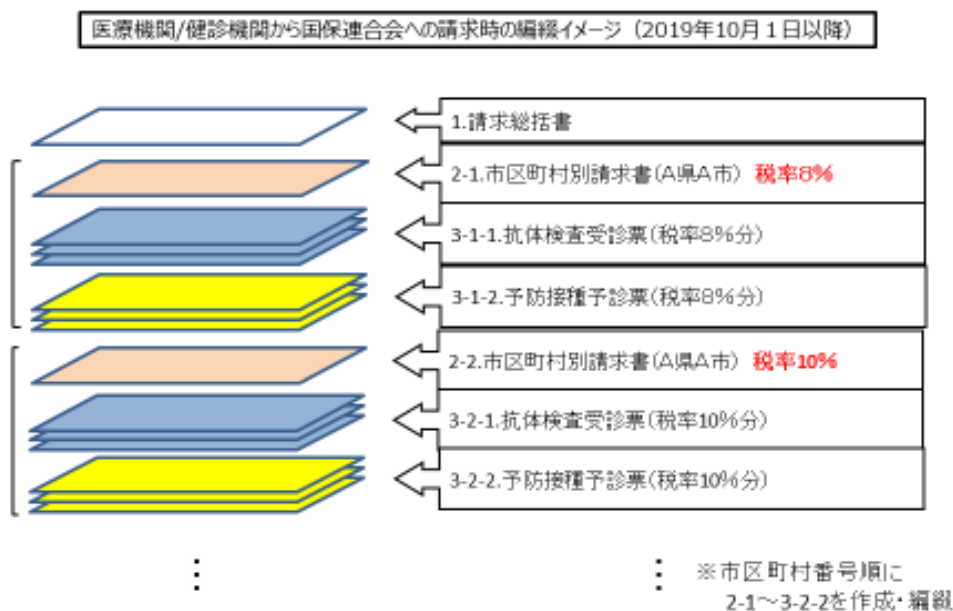 医療機関/健診機関から国保連合会への請求時の編綴イメージ（2019年10月１日以降）
1.請求総括書
2-1.市区町村別請求書(A県A市) 税率8%
3-1-1.抗体検査受診票(税率8%分)
3-1-2.予防接種予診票(税率8%分)
2-2.市区町村別請求書(A県A市) 税率10%
3-2-1.抗体検査受診票(税率10%分)
3-2-2.予防接種予診票(税率10%分)
※市区町村番号順に
2-1～3-2-2を作成・編綴